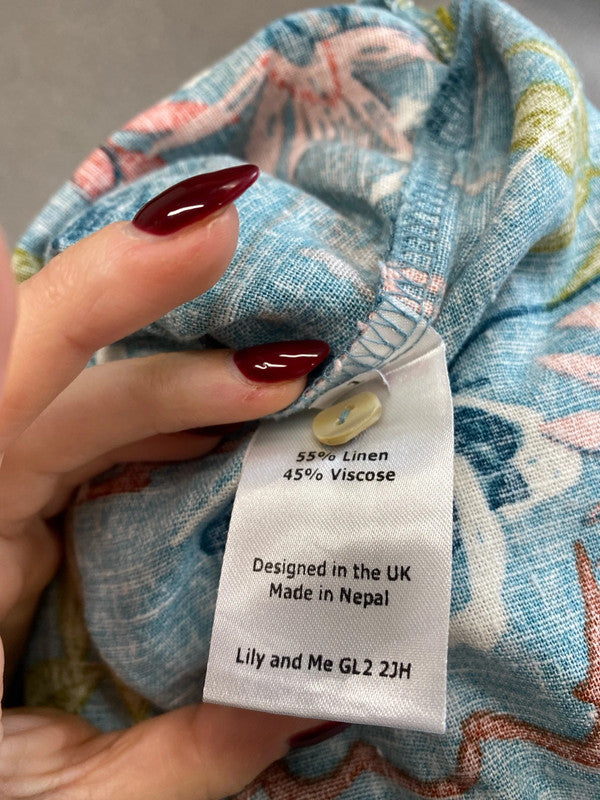 55% Linen
45% Viscose
Designed in the UK
Made in Nepal
Lily and Me GL2 2JH